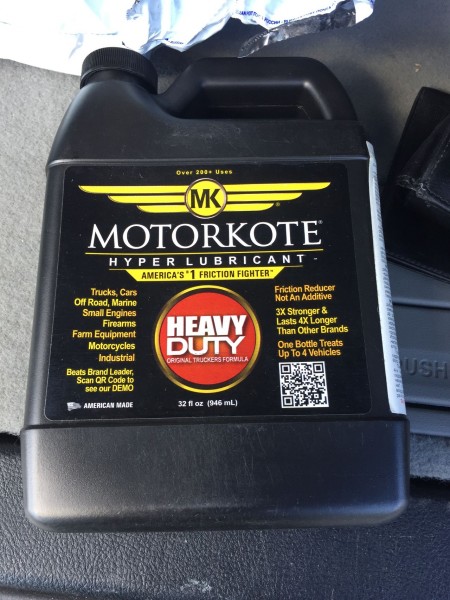 Over 200+ Uses
MK
MOTORKOTE®
HYPER LUBRICANT™
AMERICA'S #1 FRICTION FIGHTER™
Trucks, Cars
Off Road, Marine
Small Engines
Firearms
Farm Equipment
Motorcycles
Industrial
Beats Brand Leader,
Scan QR Code to
see our DEMO
AMERICAN MADE
HEAVY
DUTY
ORIGINAL TRUCKERS FORMULA
32 fl oz (946 mL)
Friction Reducer
Not An Additive
3X Stronger &
Lasts 4X Longer
Than Other Brands
One Bottle Treats
Up To 4 Vehicles